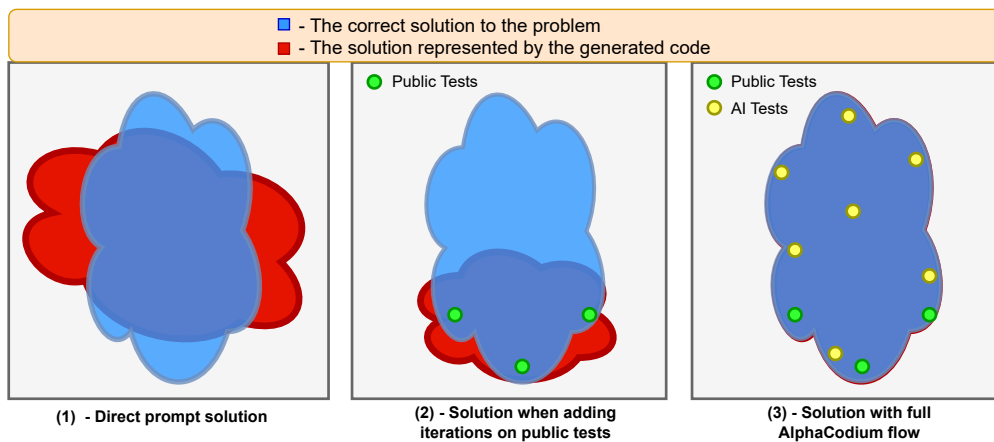 - The correct solution to the problem
- The solution represented by the generated code
Public Tests
Public Tests
AI Tests
(1) - Direct prompt solution
(2) - Solution when adding
iterations on public tests
(3) - Solution with full
AlphaCodium flow